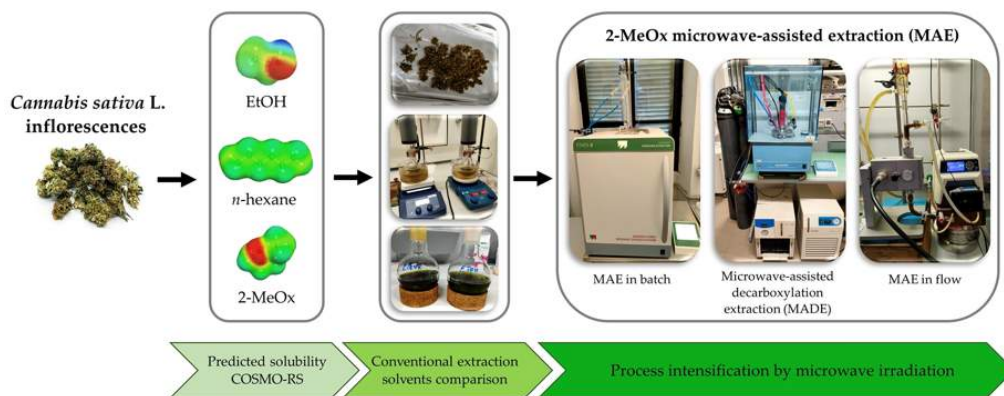 Cannabis sativa L.
inflorescences
EtOH
n-hexane
2-MeOx
2-MeOx microwave-assisted extraction (MAE)
MAE in batch
Microwave-assisted
decarboxylation
extraction (MADE)
MAE in flow
Predicted solubility
COSMO-RS
Conventional extraction
solvents comparison
Process intensification by microwave irradiation